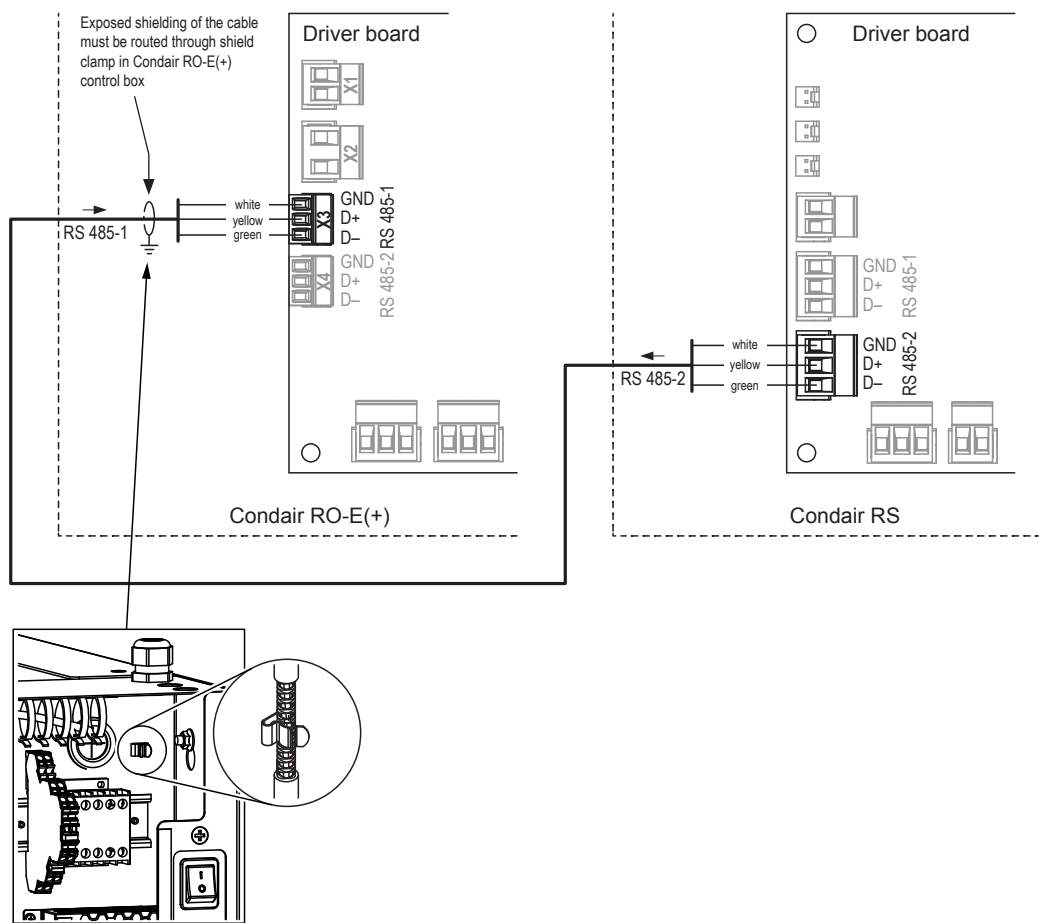 Exposed shielding of the cable
must be routed through shield
clamp in Condair RO-E(+)
control box
Driver board
X1
X2
white
yellow
green
X3
GND
D+
D–
RS 485-1
RS 485-1
X4
GND
D+
D–
RS 485-2
Condair RO-E(+)
Driver board
GND
D+
D–
RS 485-1
white
yellow
green
GND
D+
D–
RS 485-2
RS 485-2
Condair RS
I
O